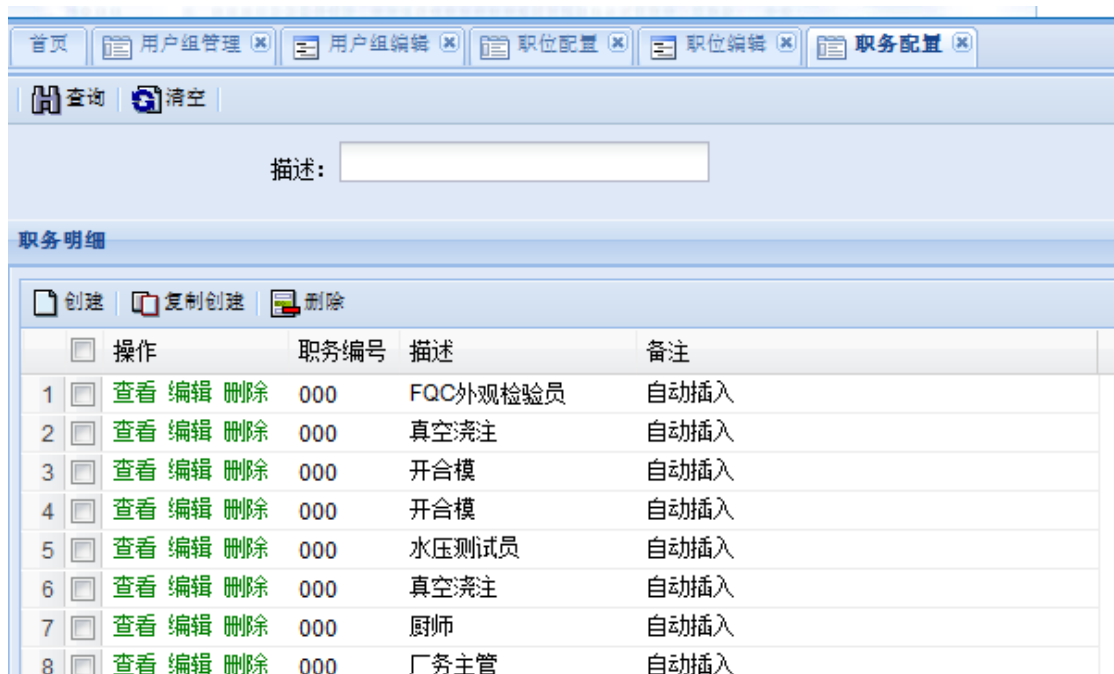 首页 用户组管理 用户组编辑 职位配置 职位编辑 职务配置
查询 清空
描述:
职务明细
创建 复制创建 删除
操作 职务编号 描述 备注
1 查看 编辑 删除 000 FQC外观检验员 自动插入
2 查看 编辑 删除 000 真空浇注 自动插入
3 查看 编辑 删除 000 开合模 自动插入
4 查看 编辑 删除 000 开合模 自动插入
5 查看 编辑 删除 000 水压测试员 自动插入
6 查看 编辑 删除 000 真空浇注 自动插入
7 查看 编辑 删除 000 厨师 自动插入
8 查看 编辑 删除 000 厂务主管 自动插入